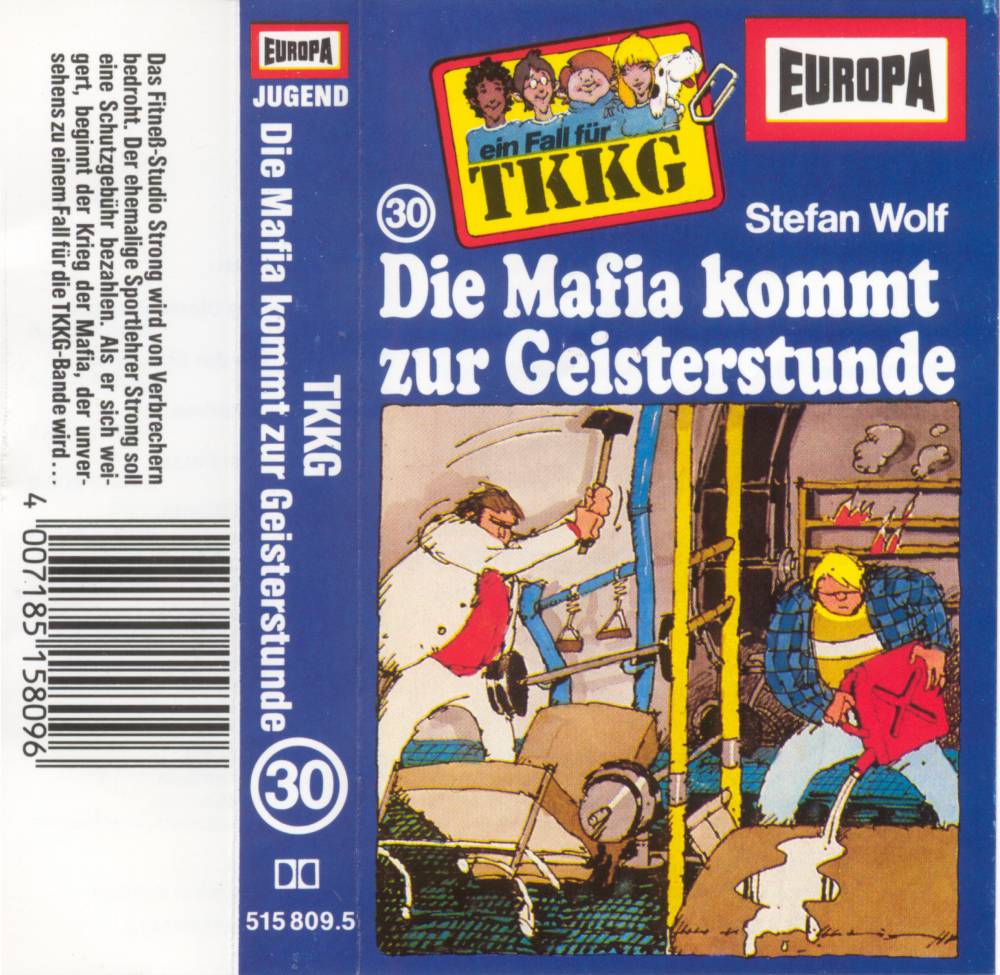 Das Fitneß-Studio Strong wird von Verbrechern
bedroht. Der ehemalige Sportlehrer Strong soll
eine Schutzgebühr bezahlen. Als er sich wei-
gert, beginnt der Krieg der Mafia, der unver-
sehens zu einem Fall für die TKKG-Bande wird...
4 007185 158096
EUROPA
JUGEND
TKKG
Die Mafia kommt zur Geisterstunde
30
515 809.5
ein Fall für
TKKG
EUROPA
30
Stefan Wolf
Die Mafia kommt
zur Geisterstunde